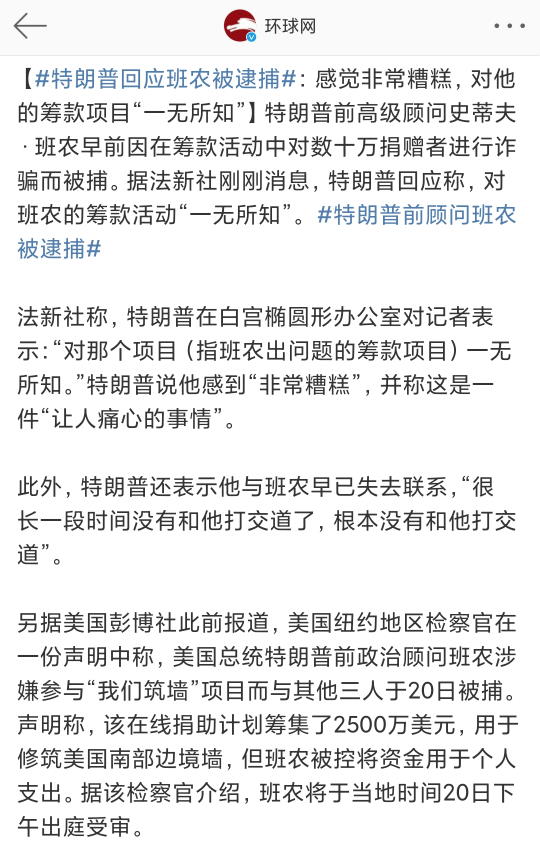 环球网
【#特朗普回应班农被逮捕#：感觉非常糟糕，对他
的筹款项目“一无所知”】特朗普前高级顾问史蒂夫
·班农早前因在筹款活动中对数十万捐赠者进行诈
骗而被捕。据法新社刚刚消息，特朗普回应称，对
班农的筹款活动“一无所知”。#特朗普前顾问班农
被逮捕#
法新社称，特朗普在白宫椭圆形办公室对记者表
示：“对那个项目（指班农出问题的筹款项目）一无
所知。”特朗普说他感到“非常糟糕”，并称这是一
件“让人痛心的事情”。
此外，特朗普还表示他与班农早已失去联系，“很
长一段时间没有和他打交道了，根本没有和他打交
道”。
另据美国彭博社此前报道，美国纽约地区检察官在
一份声明中称，美国总统特朗普前政治顾问班农涉
嫌参与“我们筑墙”项目而与其他三人于20日被捕。
声明称，该在线捐助计划筹集了2500万美元，用于
修筑美国南部边境墙，但班农被控将资金用于个人
支出。据该检察官介绍，班农将于当地时间20日下
午出庭受审。